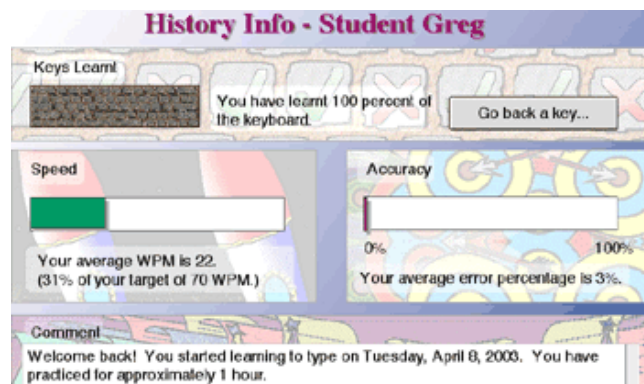 History Info - Student Greg
Keys Learnt
You have learnt 100 percent of
the keyboard.
Go back a key...
Speed
Your average WPM is 22.
(31% of your target of 70 WPM.)
Accuracy
0% 100%
Your average error percentage is 3%.
Comment
Welcome back! You started learning to type on Tuesday, April 8, 2003. You have
practiced for approximately 1 hour.